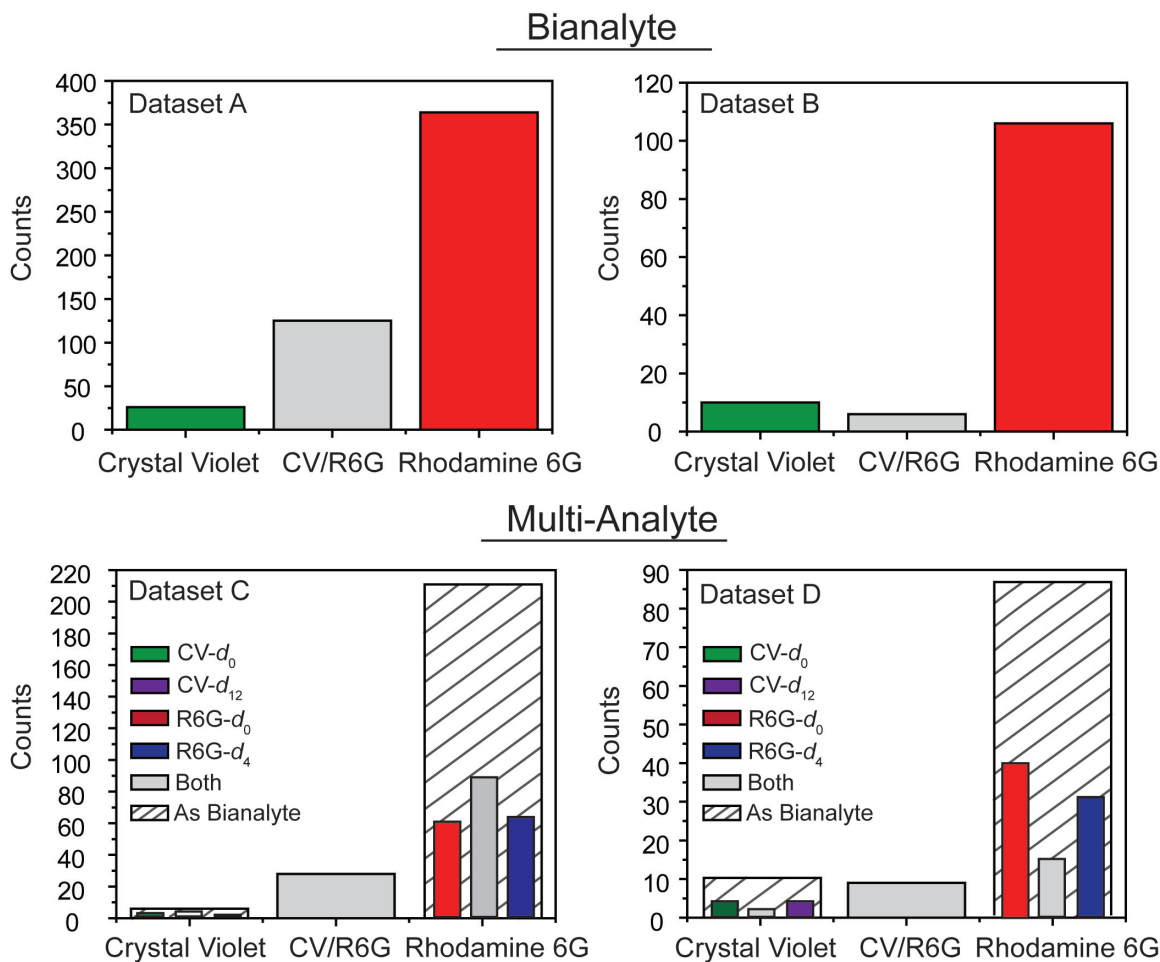 Bianalyte
Dataset A
400
350
300
250
200
150
100
50
0
Counts
Crystal Violet CV/R6G Rhodamine 6G
Dataset B
120
100
80
60
40
20
0
Counts
Crystal Violet CV/R6G Rhodamine 6G
Multi-Analyte
Dataset C
220
200
180
160
140
120
100
80
60
40
20
0
Counts
CV-d0
CV-d12
R6G-d0
R6G-d4
Both
As Bianalyte
Crystal Violet CV/R6G Rhodamine 6G
Dataset D
90
80
70
60
50
40
30
20
10
0
Counts
CV-d0
CV-d12
R6G-d0
R6G-d4
Both
As Bianalyte
Crystal Violet CV/R6G Rhodamine 6G